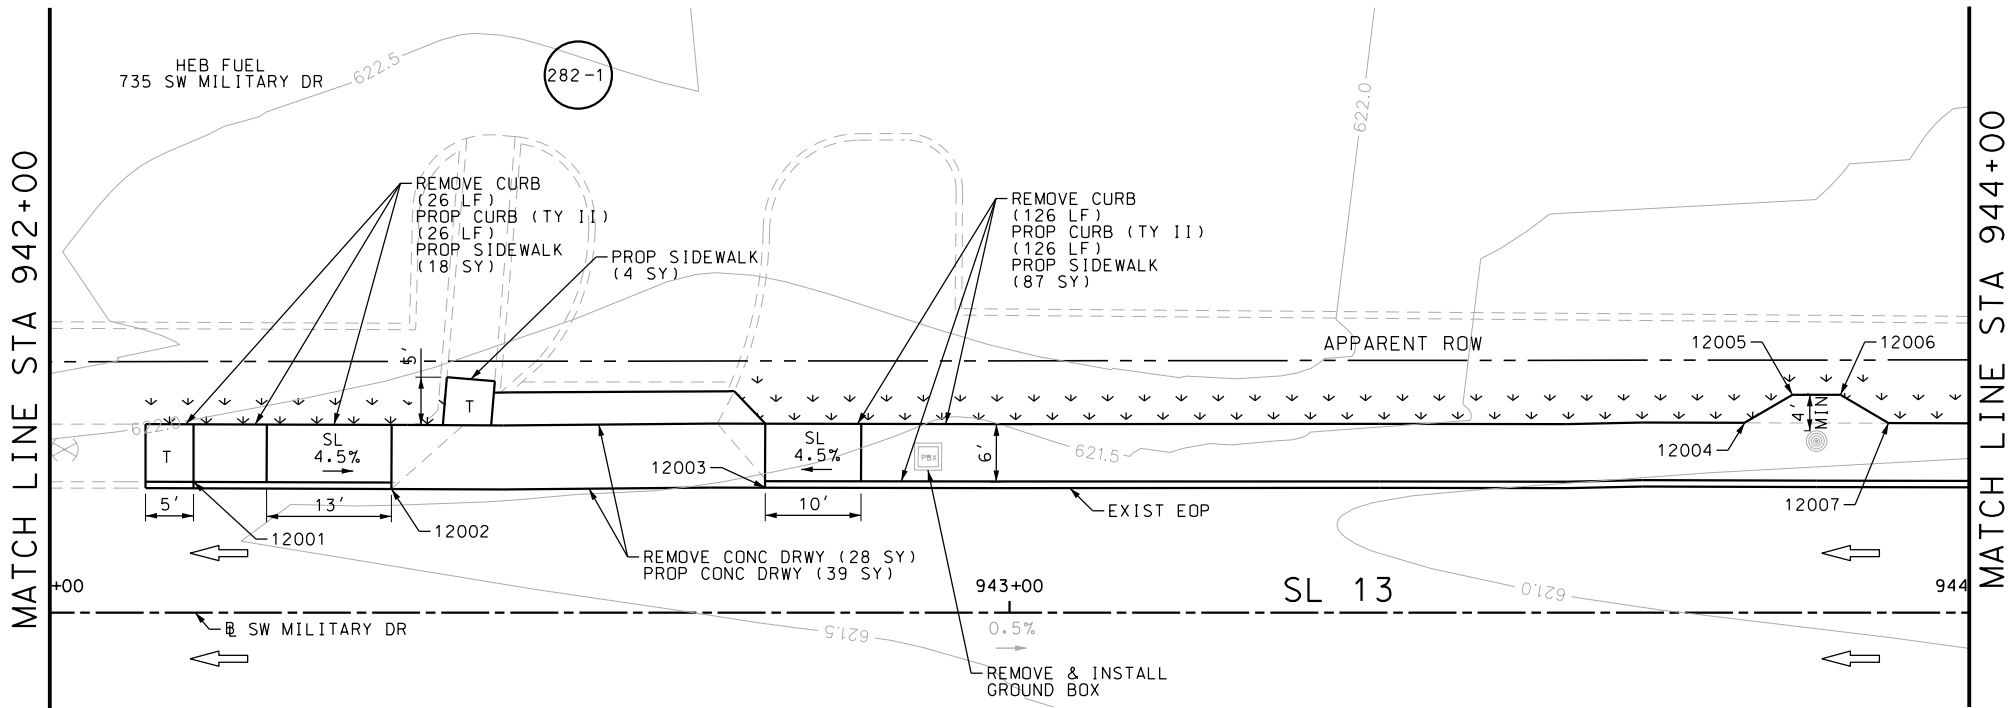 MATCH LINE STA 942+00
HEB FUEL
735 SW MILITARY DR
622.5
282-1
622.0
MATCH LINE STA 944+00
REMOVE CURB
(26 LF)
PROP CURB (TY II)
(26 LF)
PROP SIDEWALK
(18 SY)
PROP SIDEWALK
(4 SY)
REMOVE CURB
(126 LF)
PROP CURB (TY II)
(126 LF)
PROP SIDEWALK
(87 SY)
APPARENT ROW
12005
12006
5'
T
622.0
4'
MIN
T
SL
4.5%
SL
4.5%
6'
PBX
621.5
12003
12004
5'
13'
10'
12007
12001
12002
EXIST EOP
REMOVE CONC DRWY (28 SY)
PROP CONC DRWY (39 SY)
+00
943+00
SL 13
621.0
944
BL SW MILITARY DR
621.5
0.5%
REMOVE & INSTALL
GROUND BOX